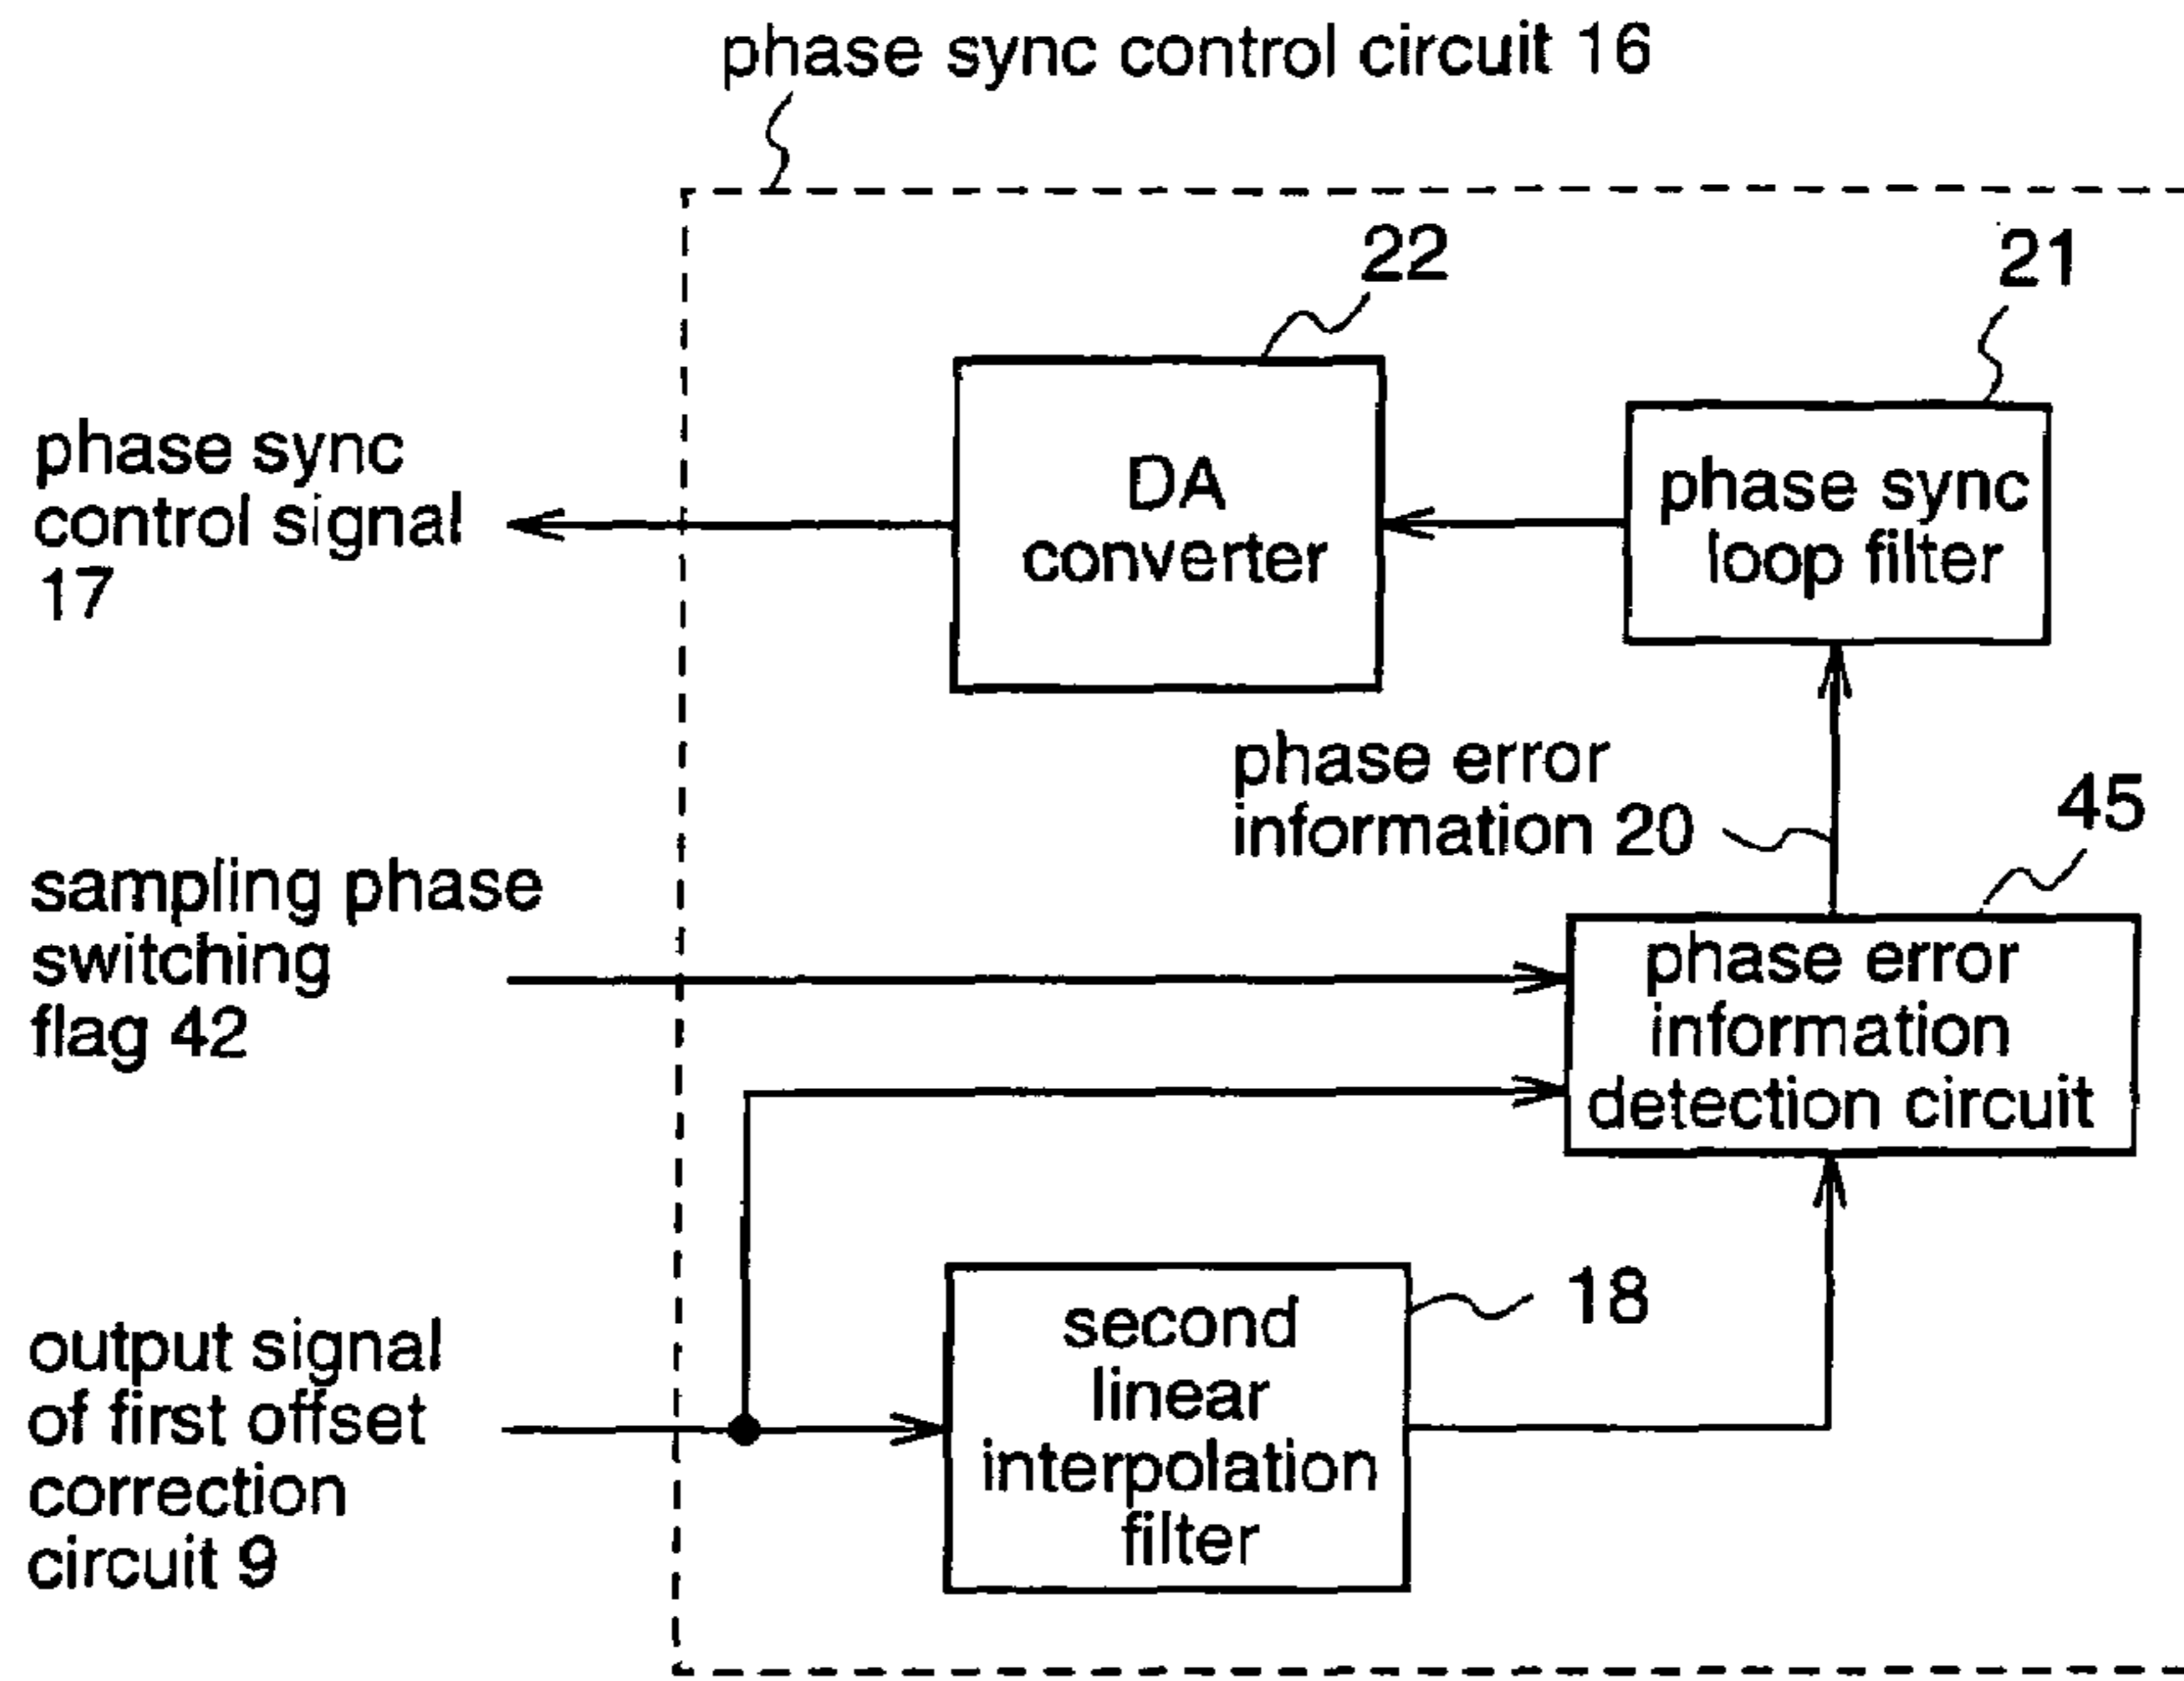 phase sync control circuit 16
22
21
phase sync
control signal
17
DA
converter
phase sync
loop filter
phase error
information 20
45
sampling phase
switching
flag 42
phase error
information
detection circuit
18
output signal
of first offset
correction
circuit 9
second
linear
interpolation
filter